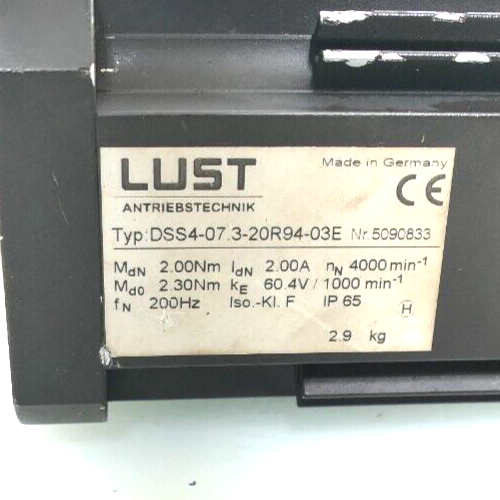 LUST
Made in Germany
ANTRIEBSTECHNIK
CE
Typ: DSS4-07.3-20R94-03E Nr. 5090833
MdN 2.00Nm IdN 2.00A nN 4000min-1
Md0 2.30Nm kE 60.4V/1000 min-1
fN 200Hz Iso.-Kl. F IP 65
H
2.9 kg